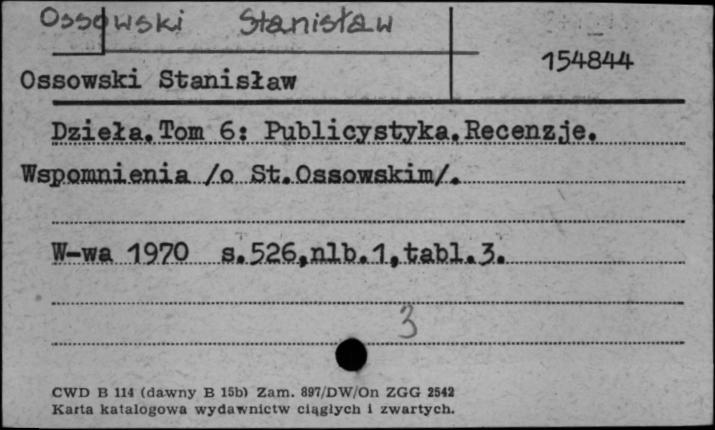 Ossowski Stanisław
154844
Ossowski Stanisław
Dzieła.Tom 6: Publicystyka.Recenzje.
Wspomnienia /o St.Ossowskim/.
W-wa 1970 s.526,nlb.1,tabl.3.
3
CWD B 114 (dawny B 15b) Zam. 897/DW/On ZGG 2542
Karta katalogowa wydawnictw ciągłych i zwartych.